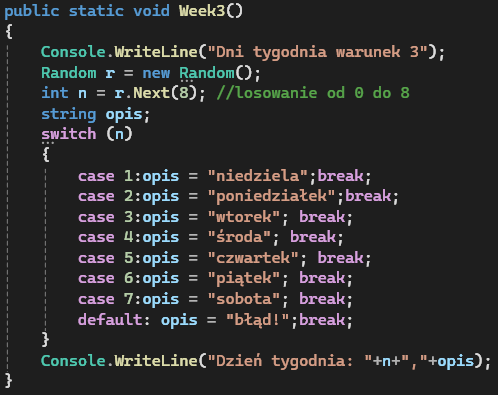 public static void Week3()
{
Console.WriteLine("Dni tygodnia warunek 3");
Random r = new Random();
int n = r.Next(8); //losowanie od 0 do 8
string opis;
switch (n)
{
case 1:opis = "niedziela";break;
case 2:opis = "poniedziałek";break;
case 3:opis = "wtorek"; break;
case 4:opis = "środa"; break;
case 5:opis = "czwartek"; break;
case 6:opis = "piątek"; break;
case 7:opis = "sobota"; break;
default: opis = "błąd!";break;
}
Console.WriteLine("Dzień tygodnia: "+n+","+opis);
}